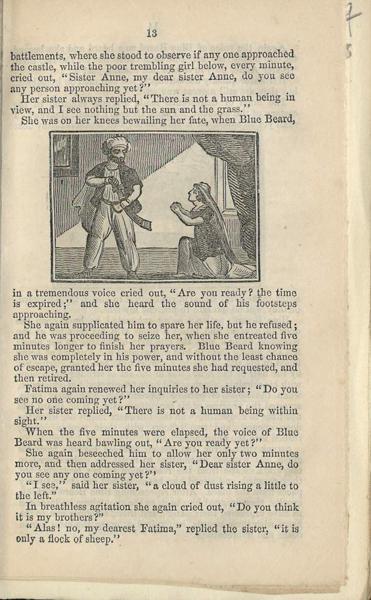 13
battlements, where she stood to observe if any one approached
the castle, while the poor trembling girl below, every minute,
cried out, "Sister Anne, my dear sister Anne, do you see
any person approaching yet?"
Her sister always replied, "There is not a human being in
view, and I see nothing but the sun and the grass."
She was on her knees bewailing her fate, when Blue Beard,
in a tremendous voice cried out, "Are you ready? the time
is expired;" and she heard the sound of his footsteps
approaching.
She again supplicated him to spare her life, but he refused;
and he was proceeding to seize her, when she entreated five
minutes longer to finish her prayers. Blue Beard knowing
she was completely in his power, and without the least chance
of escape, granted her the five minutes she had requested, and
then retired.
Fatima again renewed her inquiries to her sister; "Do you
see no one coming yet?"
Her sister replied, "There is not a human being within
sight."
When the five minutes were elapsed, the voice of Blue
Beard was heard bawling out, "Are you ready yet?"
She again beseeched him to allow her only two minutes
more, and then addressed her sister, "Dear sister Anne, do
you see any one coming yet?"
"I see," said her sister, "a cloud of dust rising a little to
the left."
In breathless agitation she again cried out, "Do you think
it is my brothers?"
"Alas! no, my dearest Fatima," replied the sister, "it is
only a flock of sheep."